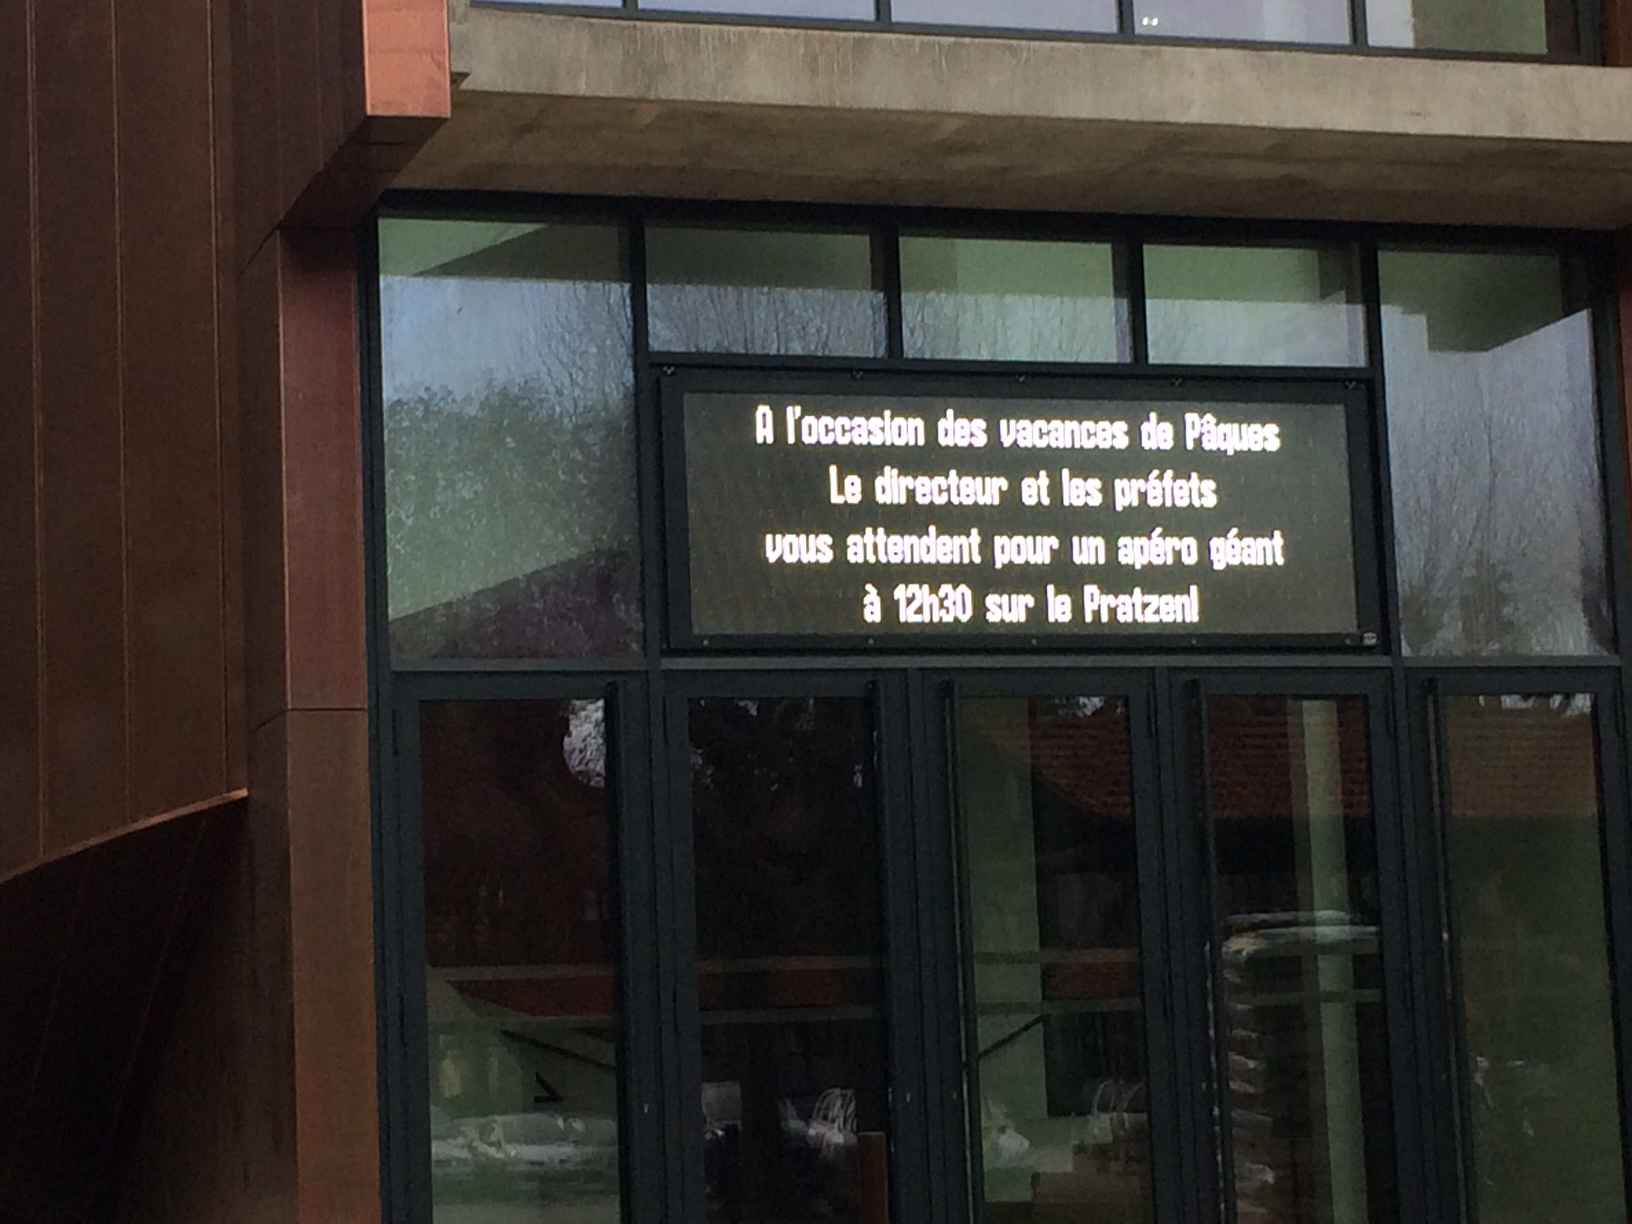 A l'occasion des vacances de Pâques
Le directeur et les préfets
vous attendent pour un apéro géant
à 12h30 sur le Pratzen!